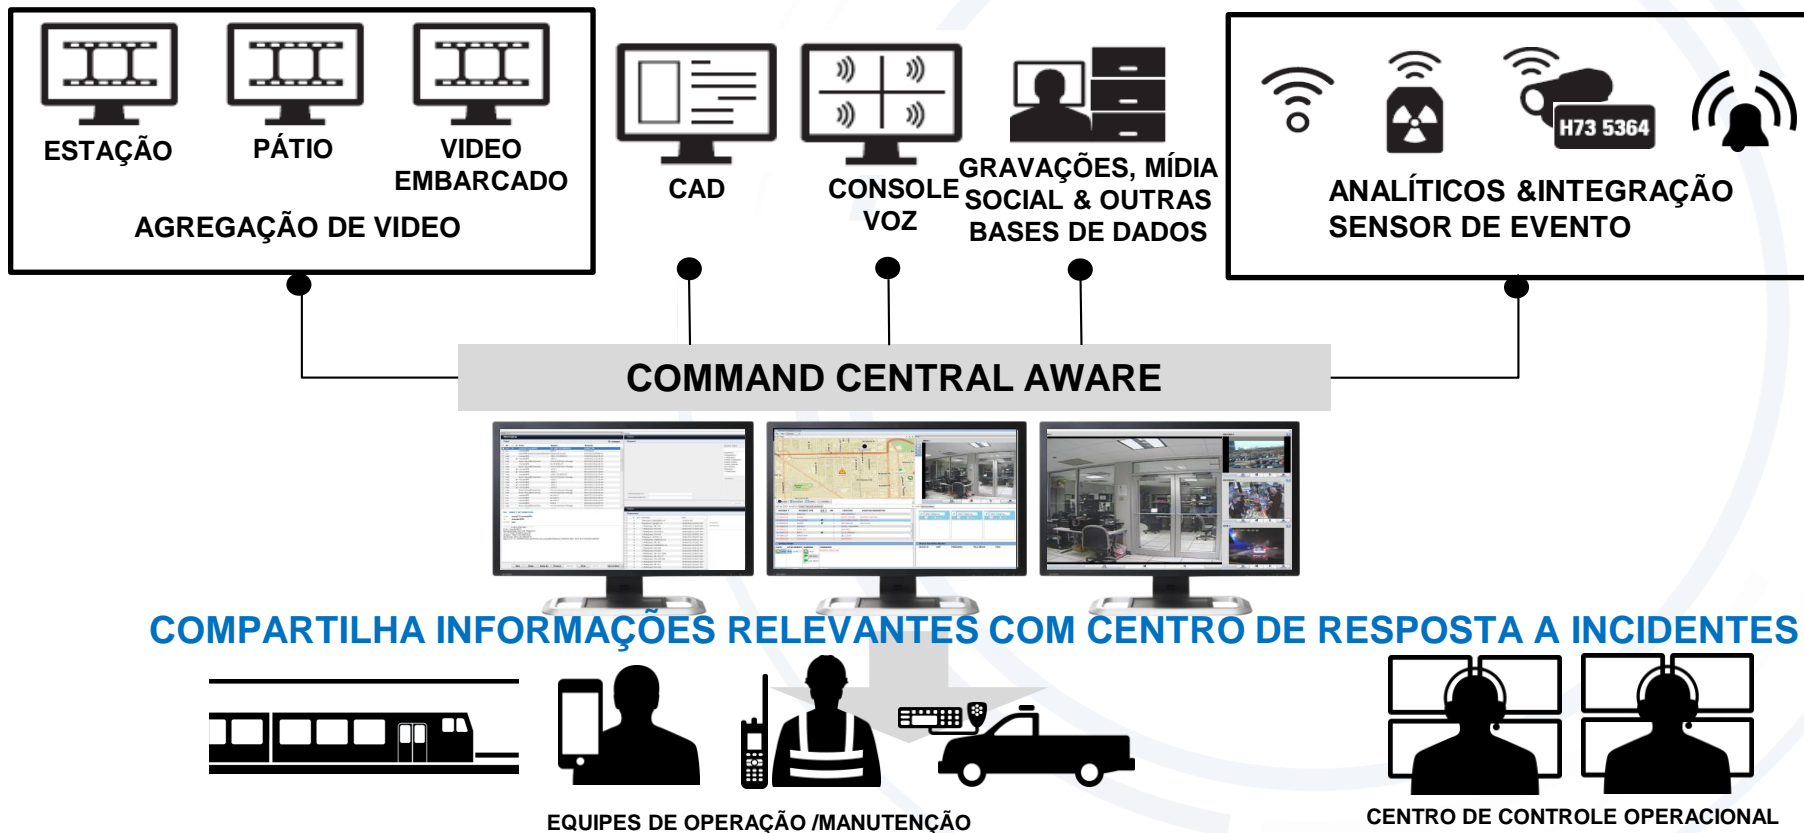 ESTAÇÃO
PÁTIO
VIDEO
EMBARCADO
AGREGAÇÃO DE VIDEO
CAD
CONSOLE
VOZ
GRAVAÇÕES, MÍDIA
SOCIAL & OUTRAS
BASES DE DADOS
H73 5364
ANALÍTICOS &INTEGRAÇÃO
SENSOR DE EVENTO
COMMAND CENTRAL AWARE
COMPARTILHA INFORMAÇÕES RELEVANTES COM CENTRO DE RESPOSTA A INCIDENTES
EQUIPES DE OPERAÇÃO /MANUTENÇÃO
CENTRO DE CONTROLE OPERACIONAL